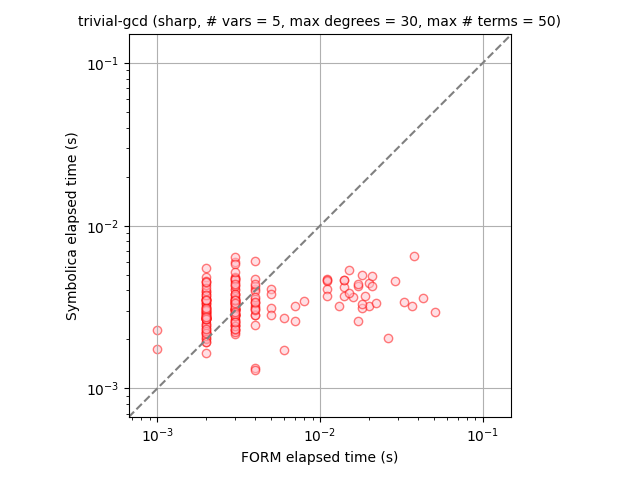 trivial-gcd (sharp, # vars = 5, max degrees = 30, max # terms = 50)
10⁻¹
10⁻²
10⁻³
Symbolica elapsed time (s)
10⁻³ 10⁻² 10⁻¹
FORM elapsed time (s)